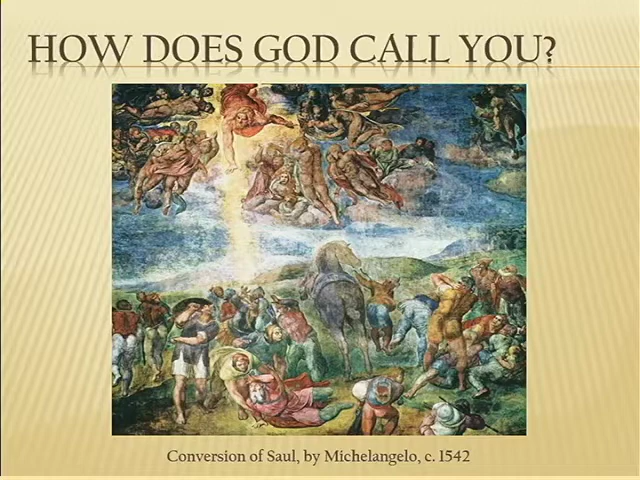 HOW DOES GOD CALL YOU?
Conversion of Saul, by Michelangelo, c. 1542